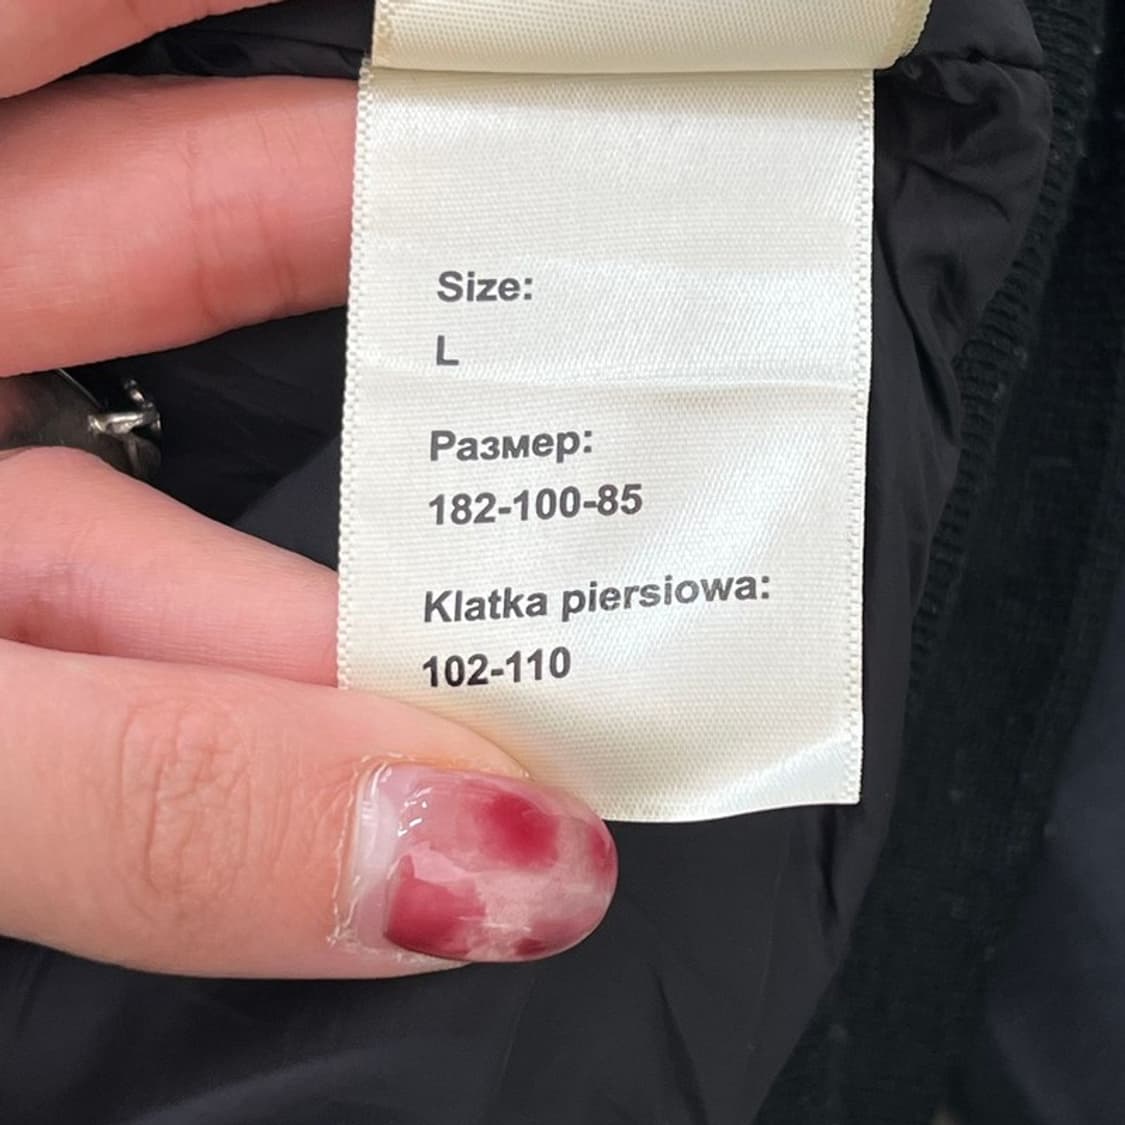 Size:
L
Размер:
182-100-85
Klatka piersiowa:
102-110